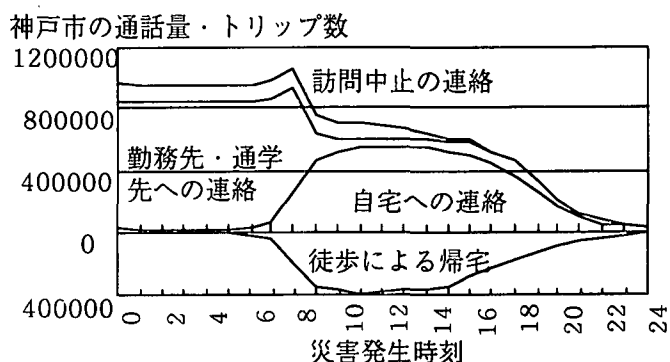 神戸市の通話量・トリップ数
1200000
訪問中止の連絡
800000
勤務先・通学
先への連絡
400000
自宅への連絡
0
徒歩による帰宅
400000
0 2 4 6 8 10 12 14 16 18 20 22 24
災害発生時刻